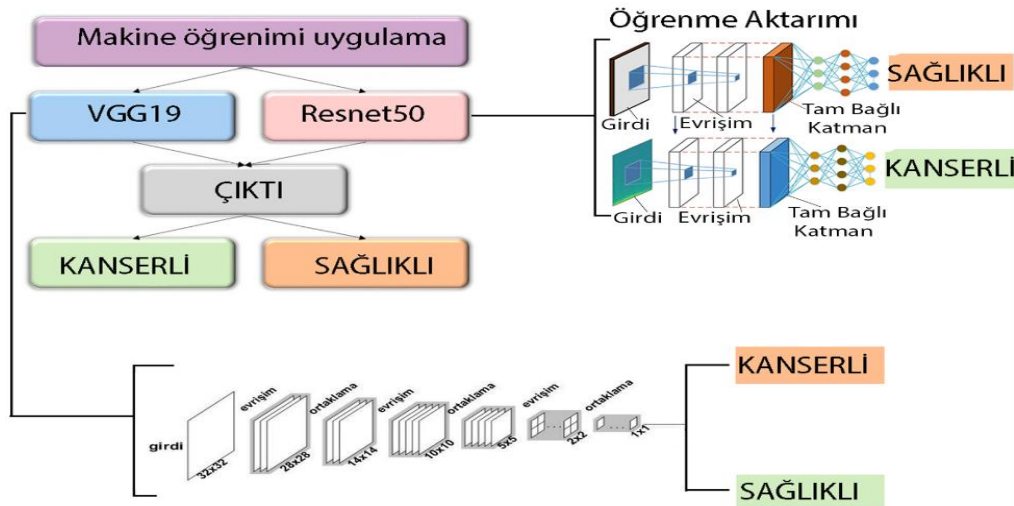 Makine öğrenimi uygulama
VGG19
Resnet50
ÇIKTI
KANSERLİ
SAĞLIKLI
Öğrenme Aktarımı
Girdi
Evrişim
Tam Bağlı
Katman
SAĞLIKLI
Girdi
Evrişim
Tam Bağlı
Katman
KANSERLİ
girdi
32x32
evrişim
28x28
ortaklama
14x14
evrişim
10x10
ortaklama
5x5
evrişim
2x2
ortaklama
1x1
KANSERLİ
SAĞLIKLI